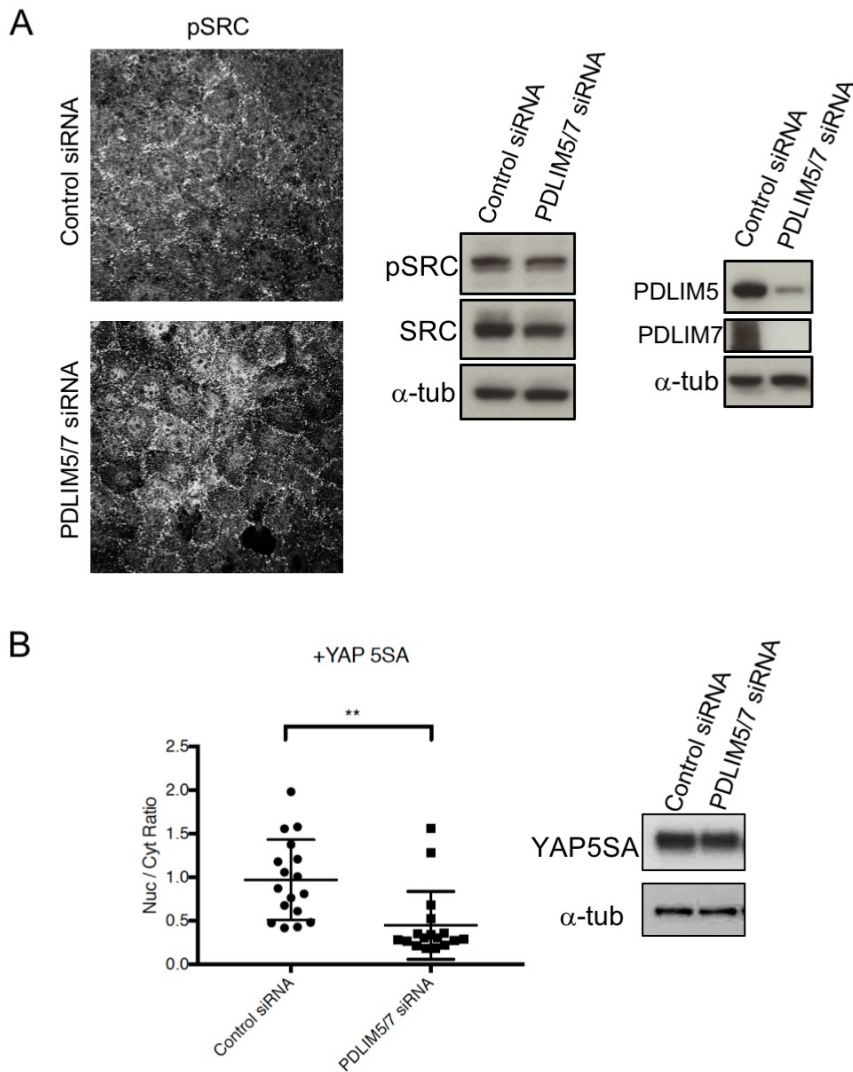 A
pSRC
Control siRNA
PDLIM5/7 siRNA
Control siRNA
PDLIM5/7 siRNA
pSRC
SRC
α-tub
Control siRNA
PDLIM5/7 siRNA
PDLIM5
PDLIM7
α-tub
B
+YAP 5SA
**
Nuc / Cyt Ratio
2.5
2.0
1.5
1.0
0.5
0.0
Control siRNA
PDLIM5/7 siRNA
Control siRNA
PDLIM5/7 siRNA
YAP5SA
α-tub